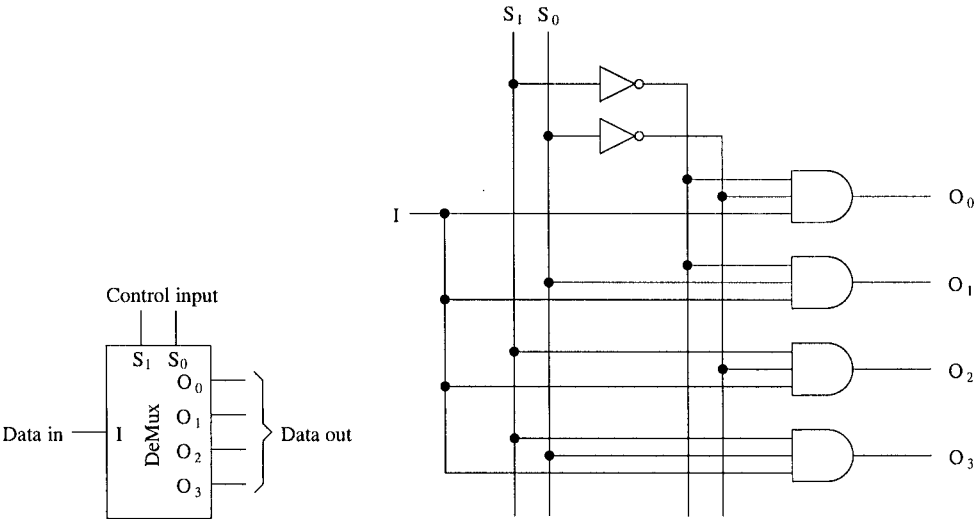 S₁ S₀
I
O₀
O₁
O₂
O₃
Control input
S₁ S₀
Data in
I
DeMux
O₀
O₁
O₂
O₃
Data out